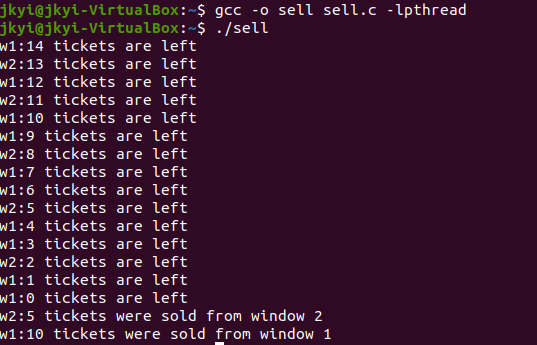 jkyi@jkyi-VirtualBox:~$ gcc -o sell sell.c -lpthread
jkyi@jkyi-VirtualBox:~$ ./sell
w1:14 tickets are left
w2:13 tickets are left
w1:12 tickets are left
w2:11 tickets are left
w1:10 tickets are left
w1:9 tickets are left
w2:8 tickets are left
w1:7 tickets are left
w1:6 tickets are left
w2:5 tickets are left
w1:4 tickets are left
w1:3 tickets are left
w2:2 tickets are left
w1:1 tickets are left
w1:0 tickets are left
w2:5 tickets were sold from window 2
w1:10 tickets were sold from window 1